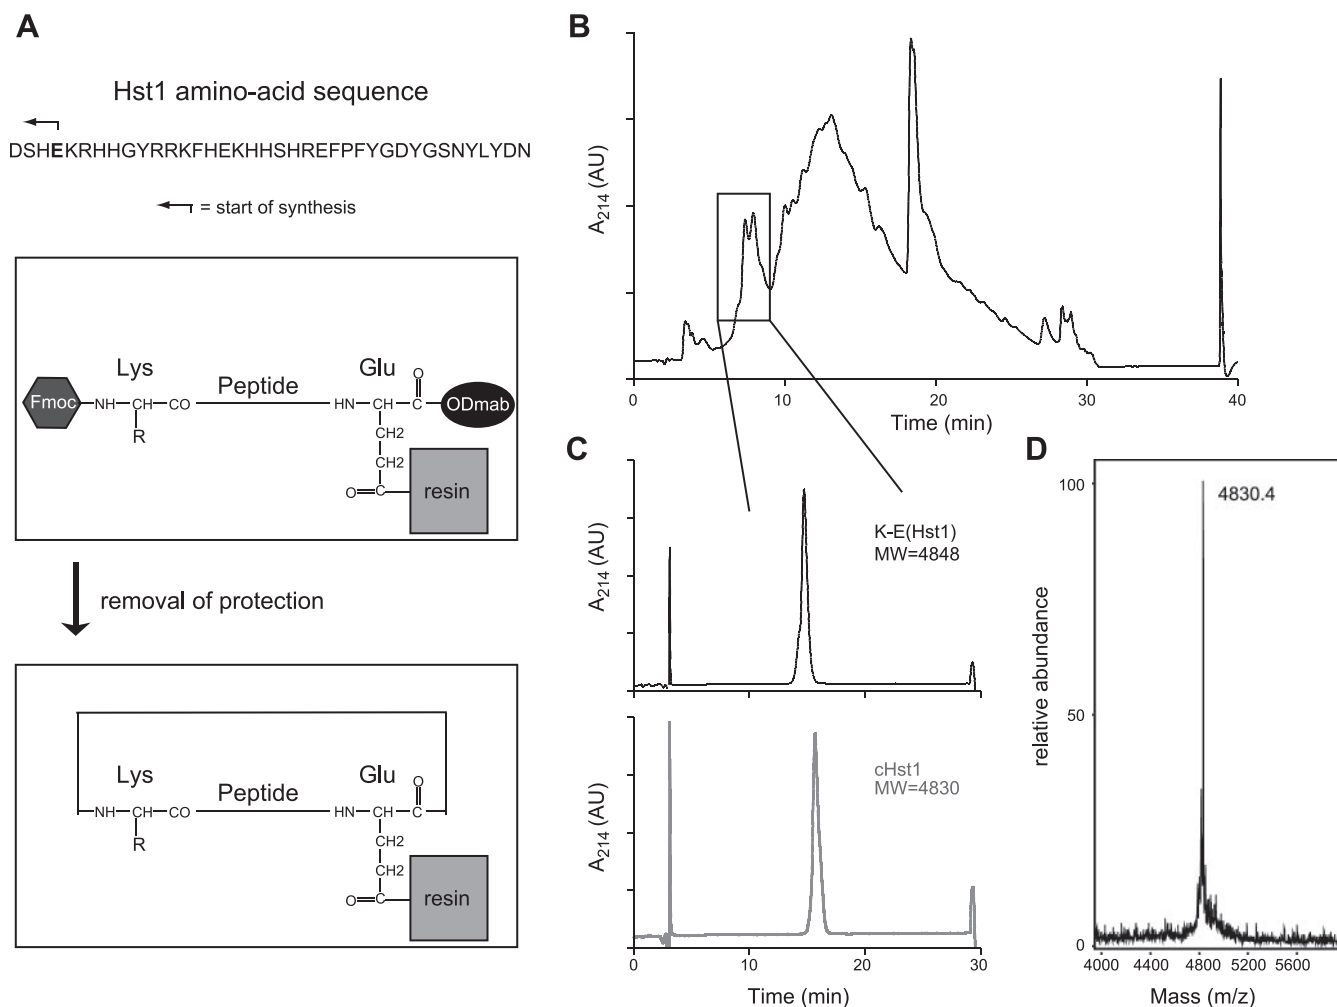 A
Hst1 amino-acid sequence
DSHEKRHHGYRRKFHEKHHSHREFPFYGDYGSNYLYDN
= start of synthesis
Lys
Peptide
Glu
O
Fmoc
NH
CH
CO
HN
CH
C
ODmab
R
CH2
CH2
O
C
resin
removal of protection
Lys
Peptide
Glu
O
NH
CH
CO
HN
CH
C
R
CH2
CH2
O
C
resin
B
A214 (AU)
0
10
20
30
40
Time (min)
C
A214 (AU)
K-E(Hst1)
MW=4848
A214 (AU)
cHst1
MW=4830
0
10
20
30
Time (min)
D
relative abundance
100
50
0
4830.4
4000
4400
4800
5200
5600
Mass (m/z)